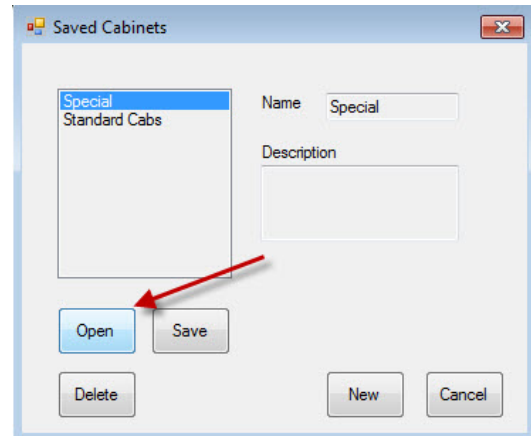 Saved Cabinets
Special
Standard Cabs
Name Special
Description
Open Save
Delete New Cancel